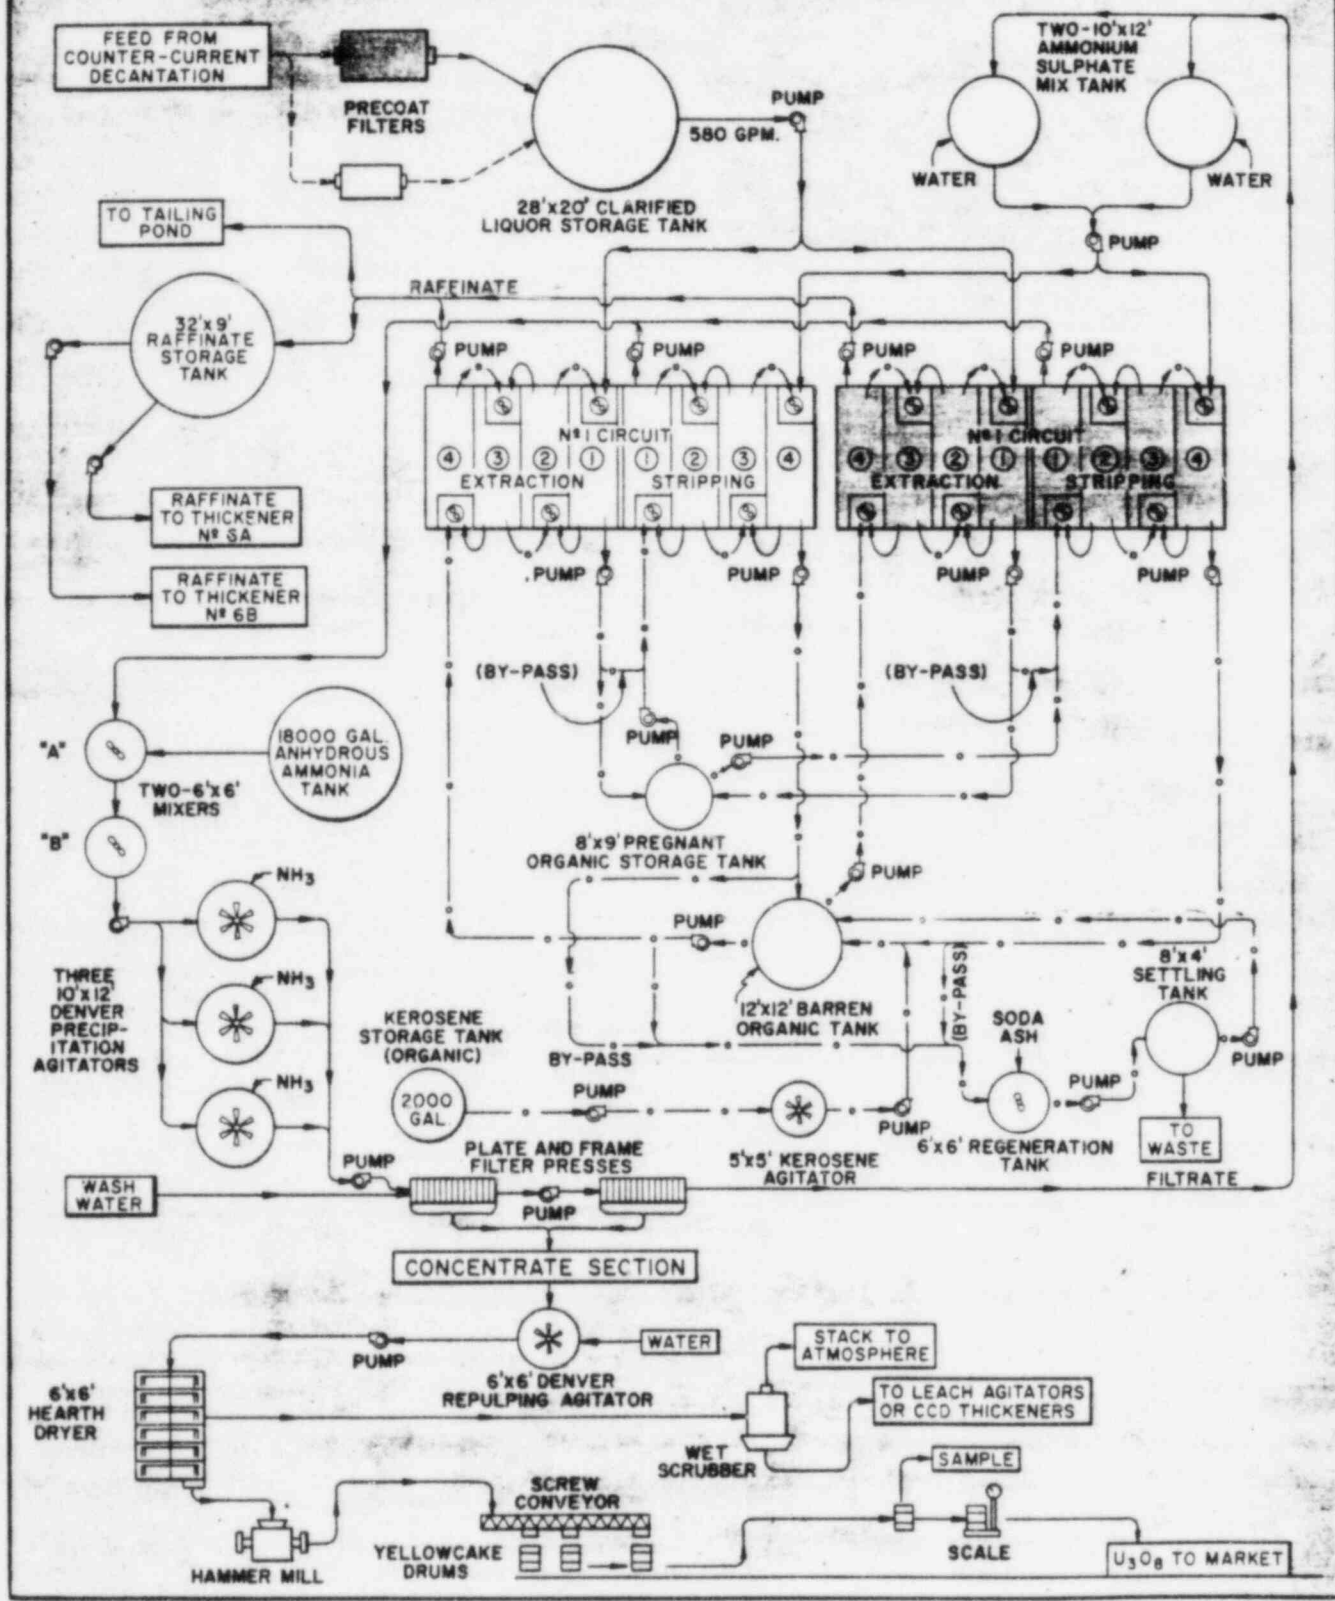 FEED FROM
COUNTER-CURRENT
DECANTATION
PRECOAT
FILTERS
PUMP
580 GPM.
28'x20' CLARIFIED
LIQUOR STORAGE TANK
TWO-10'x12'
AMMONIUM
SULPHATE
MIX TANK
WATER
WATER
PUMP
TO TAILING
POND
RAFFINATE
32'x9'
RAFFINATE
STORAGE
TANK
PUMP
PUMP
PUMP
PUMP
Nº 1 CIRCUIT
4 3 2 1 1 2 3 4
EXTRACTION STRIPPING
Nº 1 CIRCUIT
4 3 2 1 1 2 3 4
EXTRACTION STRIPPING
RAFFINATE
TO THICKENER
RAFFINATE
TO THICKENER
Nº 6B
PUMP
PUMP
PUMP
PUMP
(BY-PASS)
(BY-PASS)
"A"
18000 GAL.
ANHYDROUS
AMMONIA
TANK
TWO-6'x6'
MIXERS
"B"
PUMP
PUMP
8'x9' PREGNANT
ORGANIC STORAGE TANK
PUMP
PUMP
NH3
NH3
NH3
THREE
10'x12'
DENVER
PRECIP-
ITATION
AGITATORS
12'x12' BARREN
ORGANIC TANK
(BY-PASS)
8'x4'
SETTLING
TANK
KEROSENE
STORAGE TANK
(ORGANIC)
BY-PASS
SODA
ASH
PUMP
PUMP
2000
GAL.
PUMP
PUMP
5'x5' KEROSENE
AGITATOR
6'x6' REGENERATION
TANK
TO
WASTE
FILTRATE
PLATE AND FRAME
FILTER PRESSES
PUMP
WASH
WATER
PUMP
CONCENTRATE SECTION
WATER
PUMP
6'x6' DENVER
REPULPING AGITATOR
STACK TO
ATMOSPHERE
6'x6'
HEARTH
DRYER
TO LEACH AGITATORS
OR CCD THICKENERS
WET
SCRUBBER
SCREW
CONVEYOR
SAMPLE
HAMMER MILL
YELLOWCAKE
DRUMS
SCALE
U3O8 TO MARKET